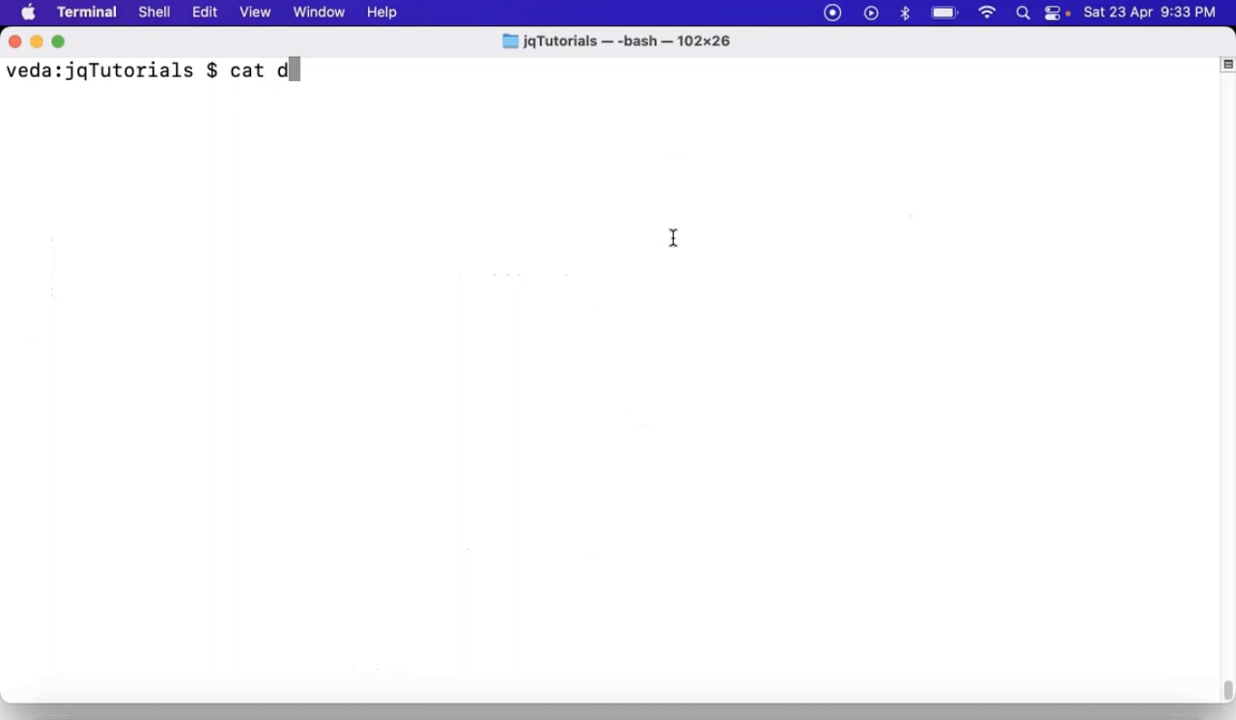 Terminal Shell Edit View Window Help Sat 23 Apr 9:33 PM
jqTutorials — -bash — 102×26
veda:jqTutorials $ cat d